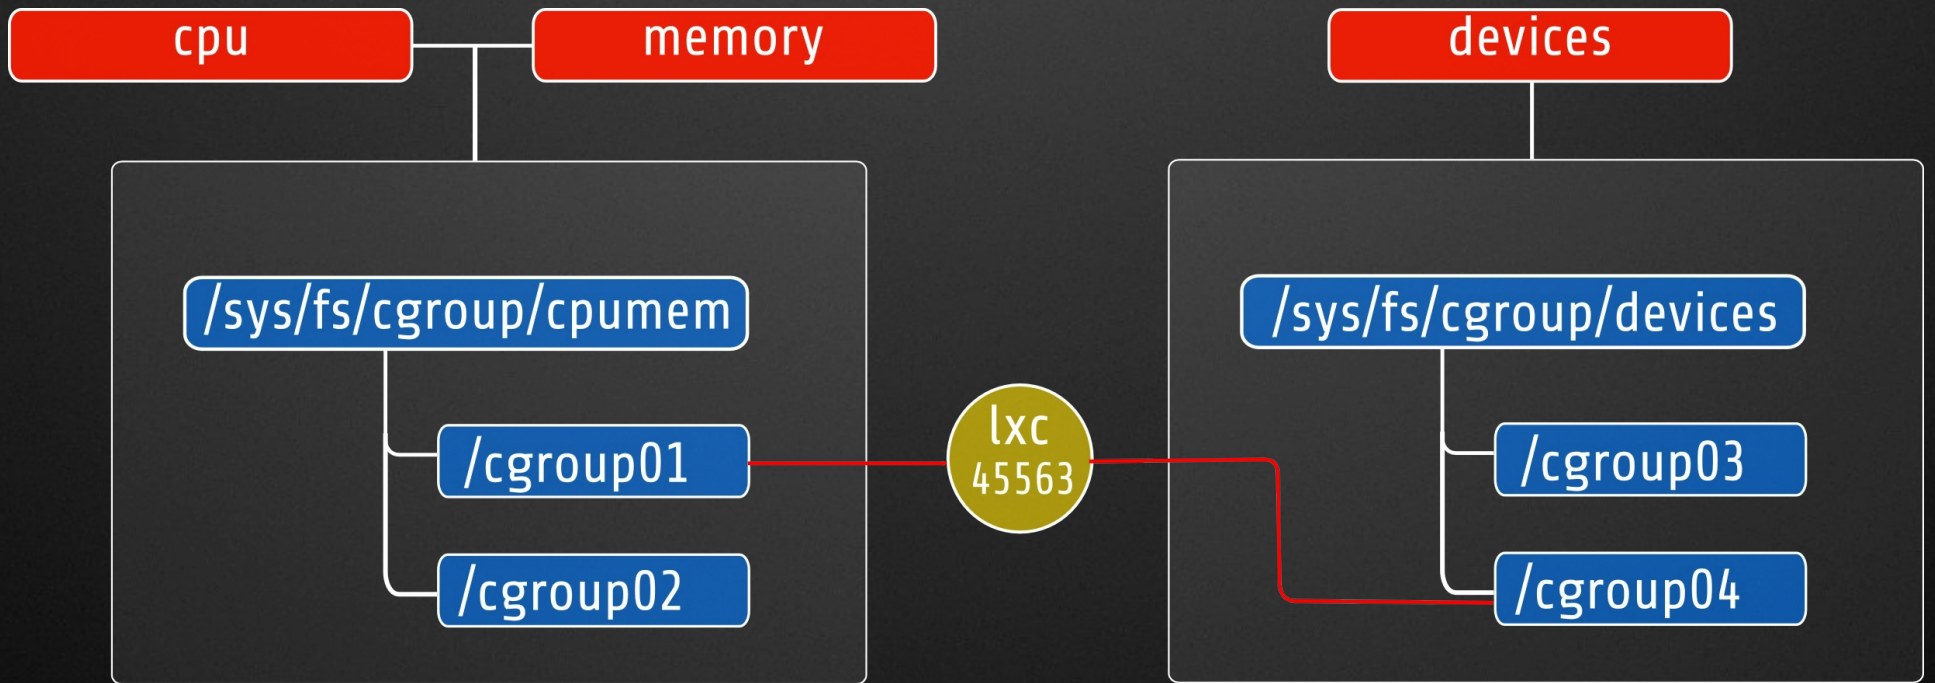 cpu
memory
devices
/sys/fs/cgroup/cpumem
/sys/fs/cgroup/devices
/cgroup01
lxc
45563
/cgroup03
/cgroup02
/cgroup04